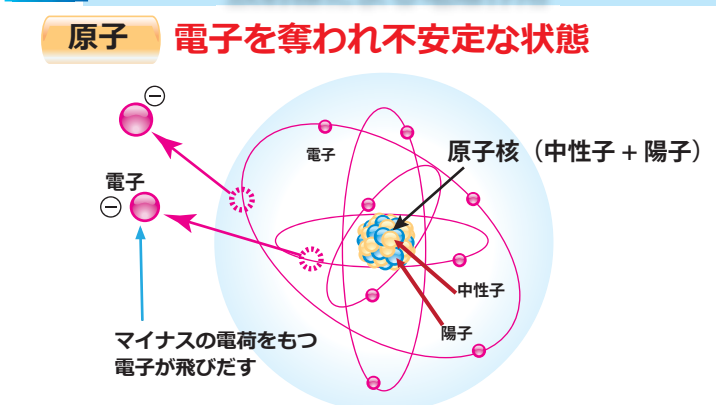 原子
電子を奪われ不安定な状態
⊖
電子
原子核（中性子 + 陽子）
電子
⊖
中性子
陽子
マイナスの電荷をもつ
電子が飛びだす